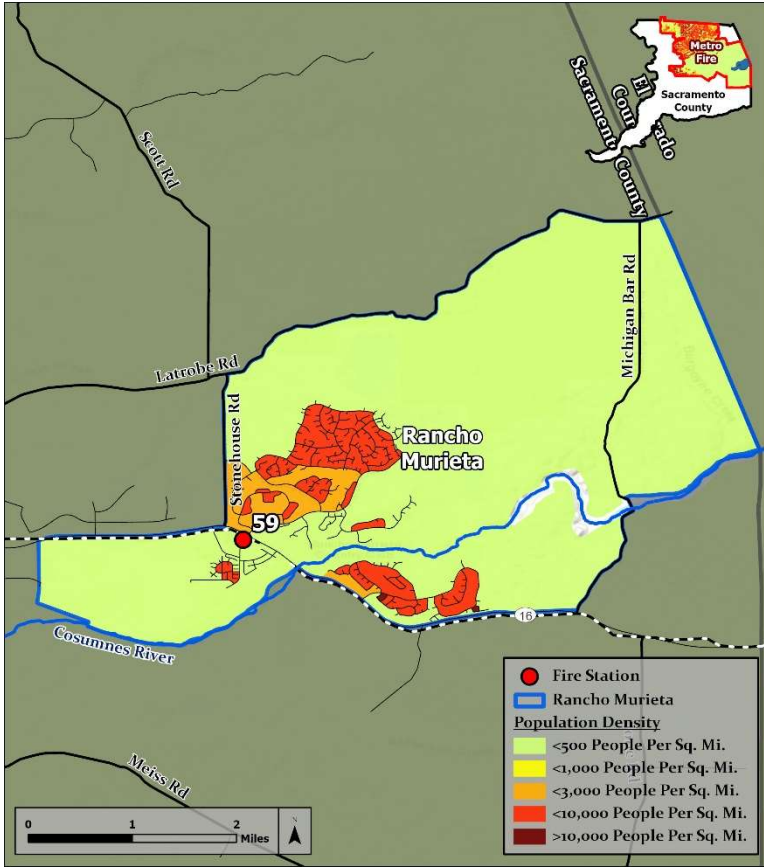 Metro
Fire
Sacramento
County
El Dorado
County
Sacramento County
Scott Rd
Michigan Bar Rd
Latrobe Rd
Stonehouse Rd
Rancho
Murieta
59
16
Cosumnes River
Meiss Rd
Fire Station
Rancho Murieta
Population Density
<500 People Per Sq. Mi.
<1,000 People Per Sq. Mi.
<3,000 People Per Sq. Mi.
<10,000 People Per Sq. Mi.
>10,000 People Per Sq. Mi.
0 1 2
Miles
N